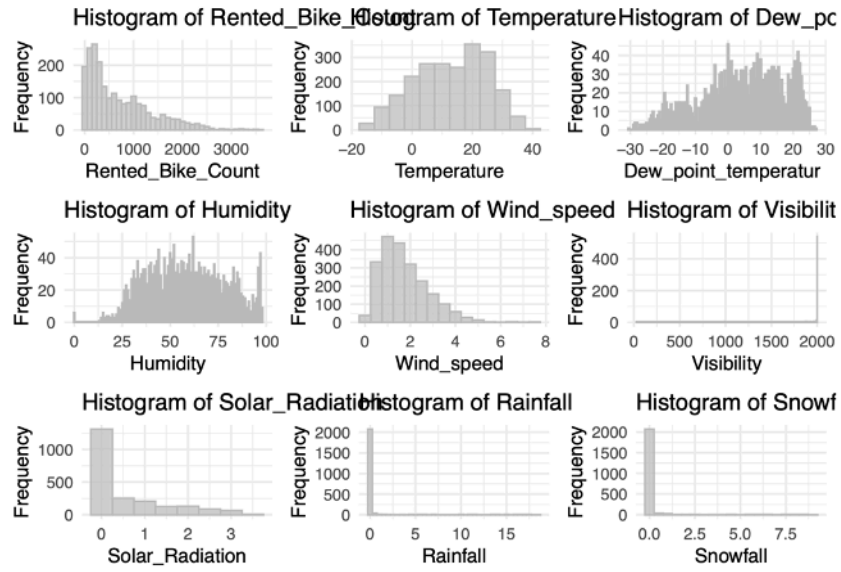 Histogram of Rented_Bike_Count
Frequency
200
100
0
0 1000 2000 3000
Rented_Bike_Count
Histogram of Temperature
Frequency
300
200
100
0
−20 0 20 40
Temperature
Histogram of Dew_pc
Frequency
40
30
20
10
0
−30 −20 −10 0 10 20 30
Dew_point_temperatur
Histogram of Humidity
Frequency
40
20
0
0 25 50 75 100
Humidity
Histogram of Wind_speed
Frequency
400
300
200
100
0
0 2 4 6 8
Wind_speed
Histogram of Visibilit
Frequency
400
200
0
0 500 1000 1500 2000
Visibility
Histogram of Solar_Radiation
Frequency
1000
500
0
0 1 2 3
Solar_Radiation
Histogram of Rainfall
Frequency
2000
1500
1000
500
0
0 5 10 15
Rainfall
Histogram of Snowf
Frequency
2000
1500
1000
500
0
0.0 2.5 5.0 7.5
Snowfall